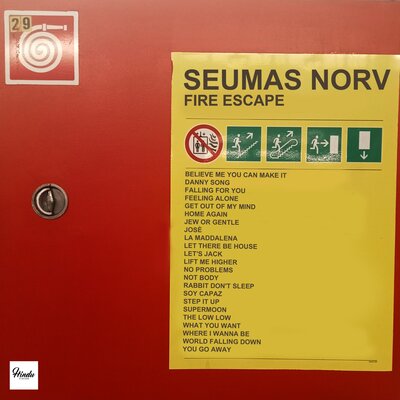 29
SEUMAS NORV
FIRE ESCAPE
BELIEVE ME YOU CAN MAKE IT
DANNY SONG
FALLING FOR YOU
FEELING ALONE
GET OUT OF MY MIND
HOME AGAIN
JEW OR GENTLE
JOSÈ
LA MADDALENA
LET THERE BE HOUSE
LET'S JACK
LIFT ME HIGHER
NO PROBLEMS
NOT BODY
RABBIT DON'T SLEEP
SOY CAPAZ
STEP IT UP
SUPERMOON
THE LOW LOW
WHAT YOU WANT
WHERE I WANNA BE
WORLD FALLING DOWN
YOU GO AWAY
Hindu